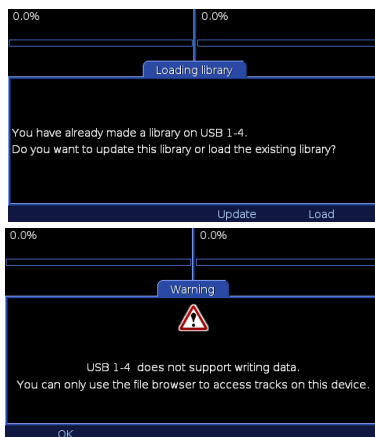 0.0%
0.0%
Loading library
You have already made a library on USB 1-4.
Do you want to update this library or load the existing library?
Update
Load
0.0%
0.0%
Warning
USB 1-4 does not support writing data.
You can only use the file browser to access tracks on this device.
OK